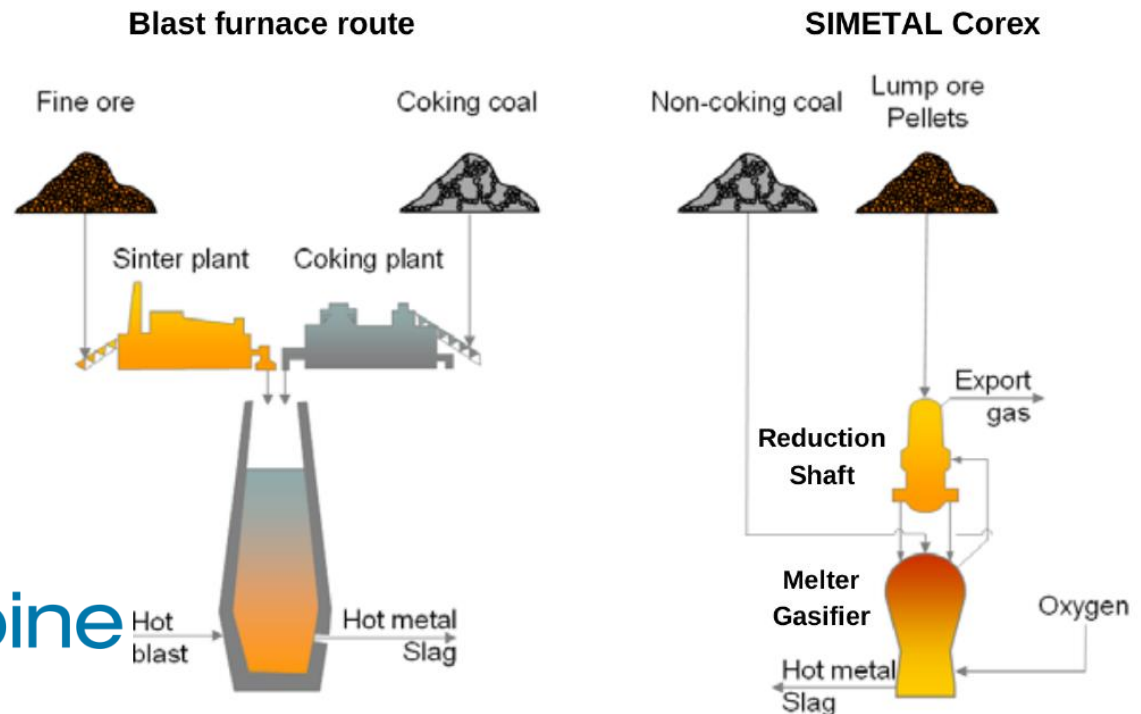 Blast furnace route
SIMETAL Corex
Fine ore
Coking coal
Non-coking coal
Lump ore
Pellets
Sinter plant
Coking plant
Export
gas
Reduction
Shaft
Melter
Gasifier
Oxygen
Hot
blast
Hot metal
Slag
Hot metal
Slag